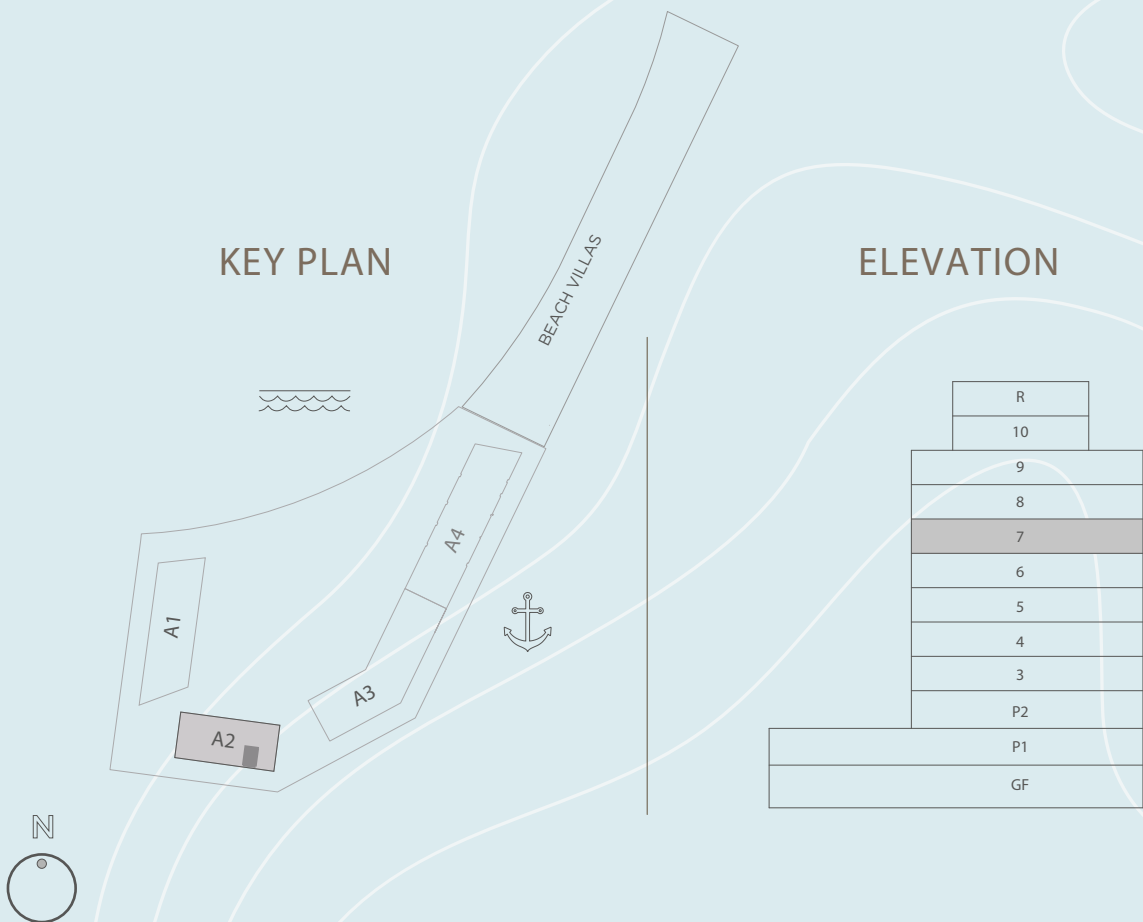 KEY PLAN
BEACH VILLAS
A4
A1
A3
A2
N
ELEVATION
R
10
9
8
7
6
5
4
3
P2
P1
GF